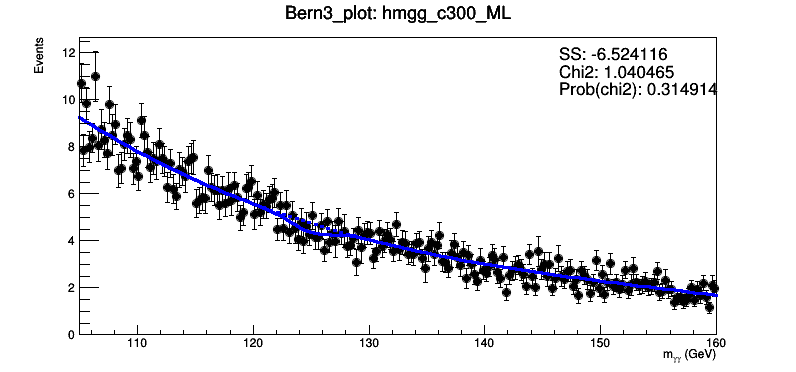 Bern3_plot: hmgg_c300_ML
Events
SS: -6.524116
Chi2: 1.040465
Prob(chi2): 0.314914
12
10
8
6
4
2
0
110 120 130 140 150 160
m_γγ (GeV)